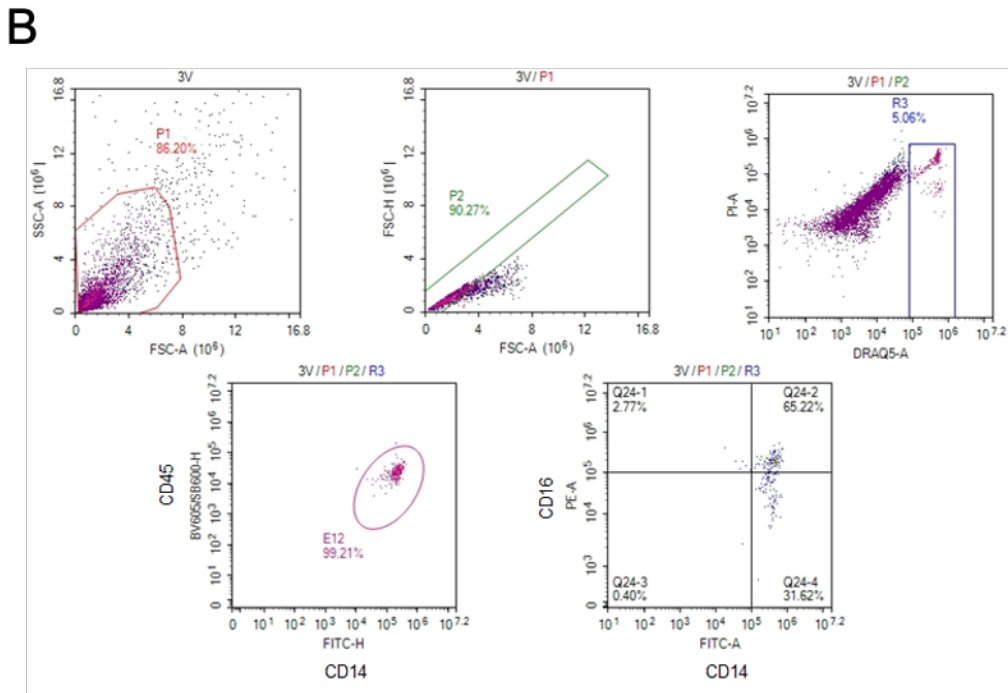 B
3V
16.8
12
8
4
0
SSC-A (10⁶)
P1
86.20%
0 4 8 12 16.8
FSC-A (10⁶)
3V / P1
16.8
12
8
4
0
FSC-H (10⁶)
P2
90.27%
0 4 8 12 16.8
FSC-A (10⁶)
3V / P1 / P2
R3
5.06%
10⁷·²
10⁶
10⁵
10⁴
10³
10²
10¹
PI-A
10¹ 10² 10³ 10⁴ 10⁵ 10⁶ 10⁷·²
DRAQ5-A
3V / P1 / P2 / R3
10⁷·²
10⁶
10⁵
10⁴
10³
10²
10¹
0
CD45
BV605/SB600-H
E12
99.21%
0 10¹ 10² 10³ 10⁴ 10⁵ 10⁶ 10⁷·²
FITC-H
CD14
3V / P1 / P2 / R3
10⁷·²
10⁶
10⁵
10³
0
CD16
PE-A
Q24-1
2.77%
Q24-2
65.22%
Q24-3
0.40%
Q24-4
31.62%
0 10¹ 10² 10³ 10⁴ 10⁵ 10⁶ 10⁷·²
FITC-A
CD14